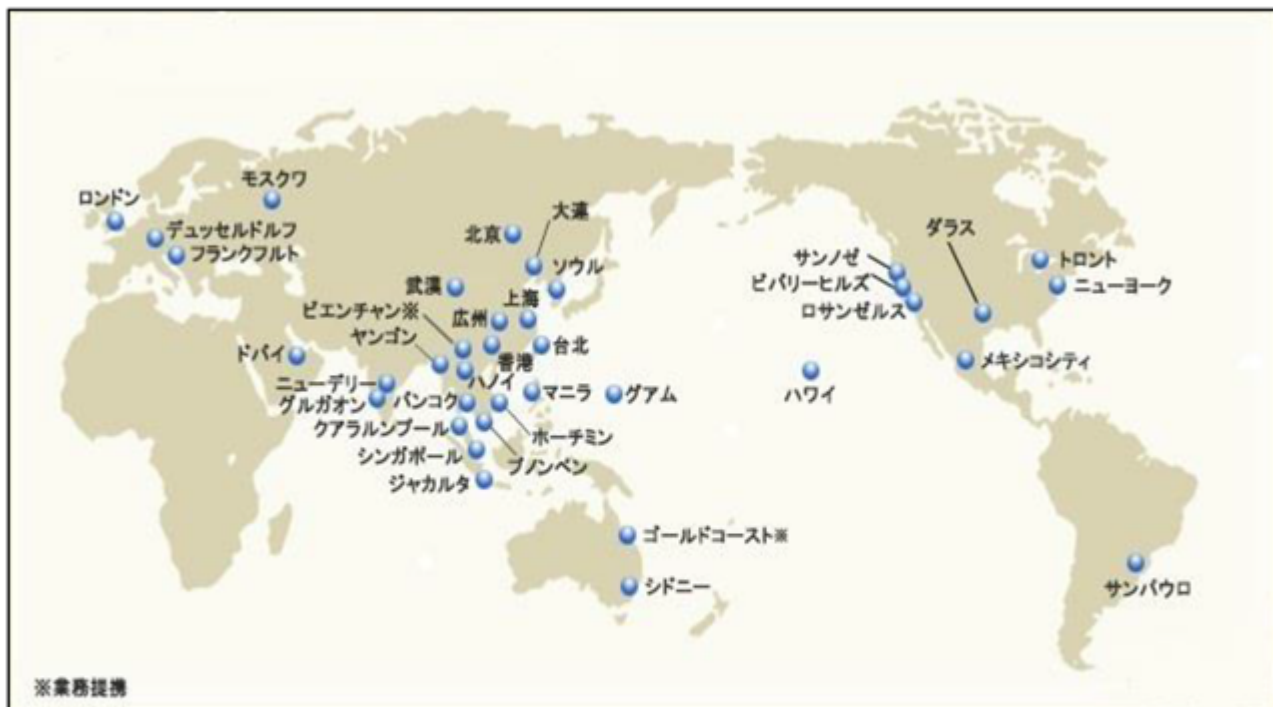 モスクワ
ロンドン
デュッセルドルフ
フランクフルト
北京
大連
ソウル
武漢
上海
ビエンチャン※
広州
ヤンゴン
台北
香港
ドバイ
ハノイ
ニューデリー
グルガオン
バンコク
マニラ
グアム
クアラルンプール
ホーチミン
シンガポール
プノンペン
ジャカルタ
ゴールドコースト※
シドニー
ダラス
サンノゼ
トロント
ビバリーヒルズ
ニューヨーク
ロサンゼルス
メキシコシティ
ハワイ
サンパウロ
※業務提携